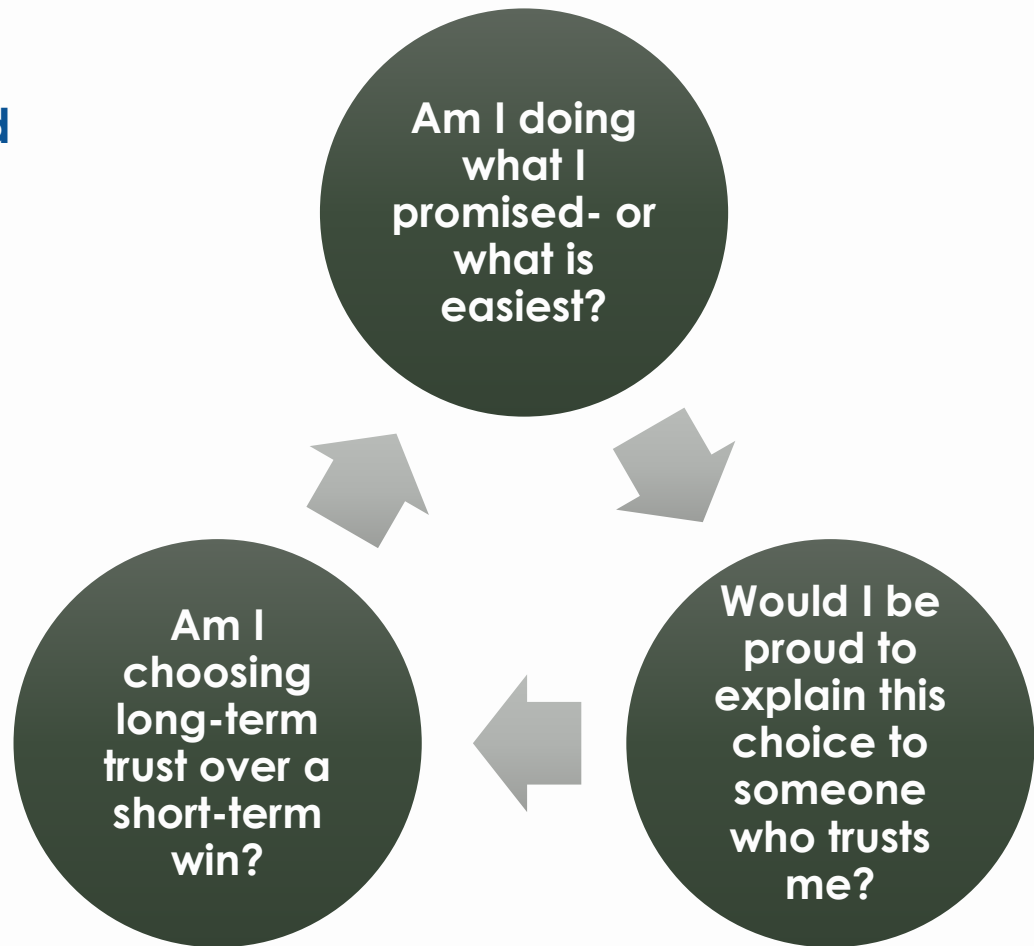 Am I doing
what I
promised- or
what is
easiest?
Would I be
proud to
explain this
choice to
someone
who trusts
me?
Am I
choosing
long-term
trust over a
short-term
win?